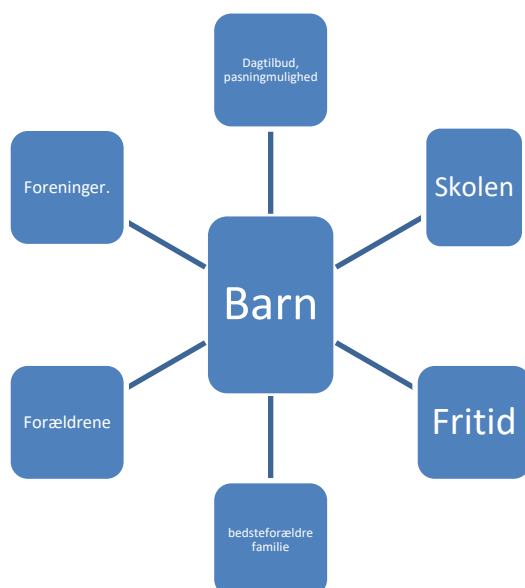 Dagtilbud,
pasningmulighed
Foreninger.
Skolen
Barn
Forældrene
Fritid
bedsteforældre
familie